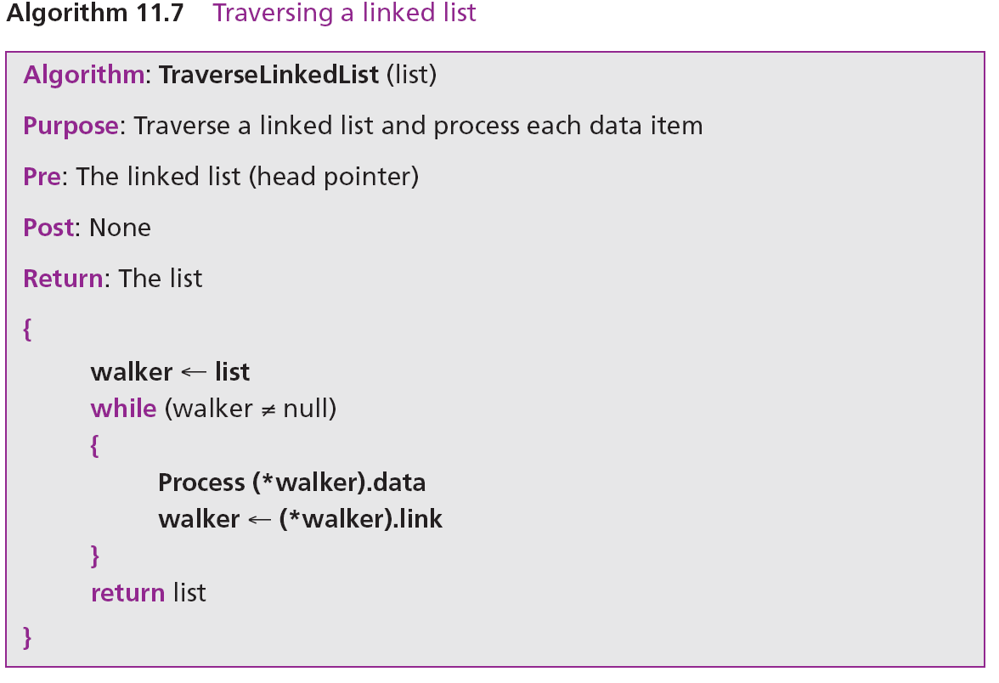 Algorithm 11.7 Traversing a linked list
Algorithm: TraverseLinkedList (list)
Purpose: Traverse a linked list and process each data item
Pre: The linked list (head pointer)
Post: None
Return: The list
{
walker ← list
while (walker ≠ null)
{
Process (*walker).data
walker ← (*walker).link
}
return list
}